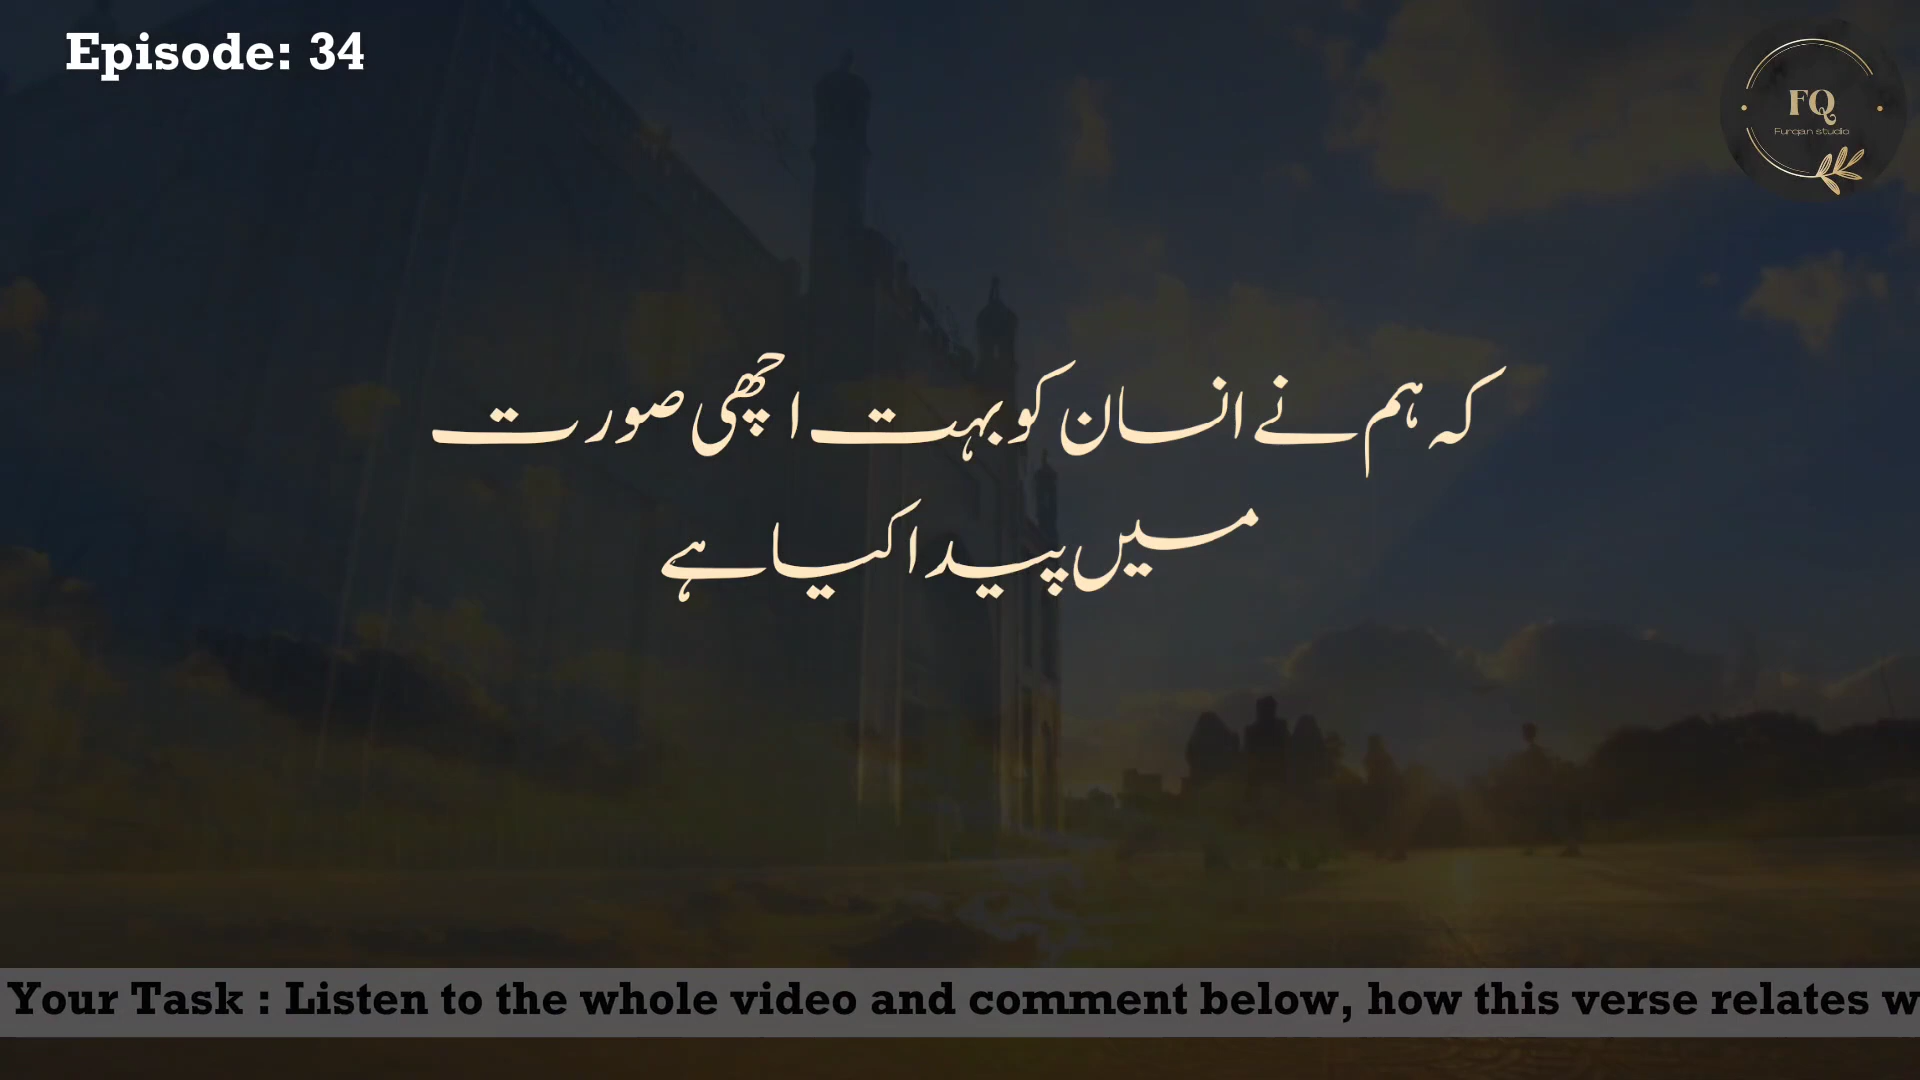 Episode: 34
FQ
Furqan studio
کہ ہم نے انسان کو بہت اچھی صورت
میں پیدا کیا ہے
Your Task : Listen to the whole video and comment below, how this verse relates w